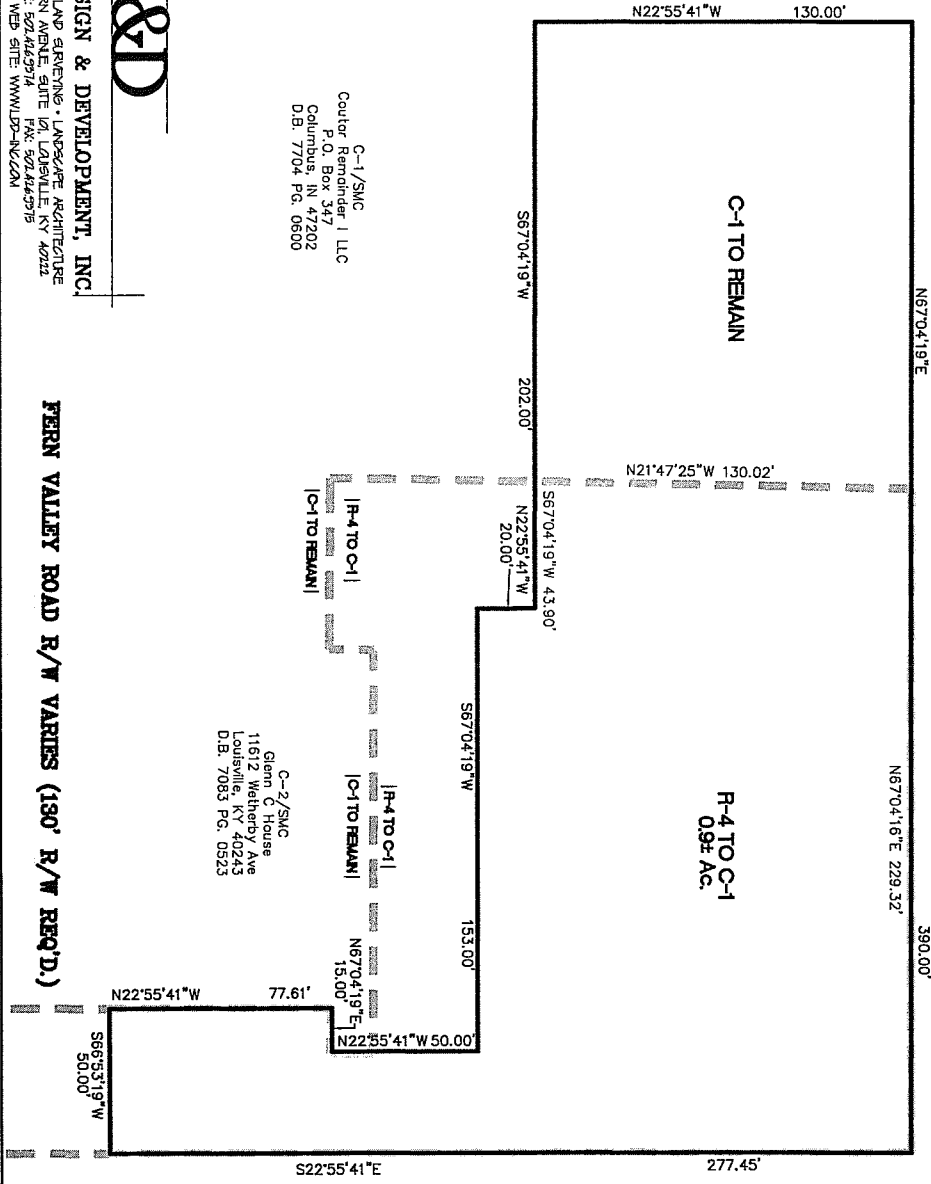 N22°55'41"W 130.00'
N67°04'19"E
390.00'
C-1 TO REMAIN
S67°04'19"W 202.00'
N21°47'25"W 130.02'
N67°04'16"E 229.32'
R-4 TO C-1
0.9± Ac.
S67°04'19"W 43.90'
N22°55'41"W
20.00'
S67°04'19"W 153.00'
|R-4 TO C-1|
|C-1 TO REMAIN|
|R-4 TO C-1|
|C-1 TO REMAIN|
N67°04'19"E
15.00'
N22°55'41"W 50.00'
N22°55'41"W 77.61'
S66°53'19"W
50.00'
S22°55'41"E 277.45'
C-1/SMC
Coutar Remainder I LLC
P.O. Box 347
Columbus, IN 47202
D.B. 7704 PG. 0600
C-2/SMC
Glenn C House
11612 Wetherby Ave
Louisville, KY 40243
D.B. 7083 PG. 0523
FERN VALLEY ROAD R/W VARIES (130' R/W REQ'D.)
&D
SIGN & DEVELOPMENT, INC.
LAND SURVEYING • LANDSCAPE ARCHITECTURE
RN AVENUE, SUITE 101, LOUISVILLE, KY 40222
: 502.426.9374 FAX: 502.426.9375
WEB SITE: WWW.LDD-INC.COM